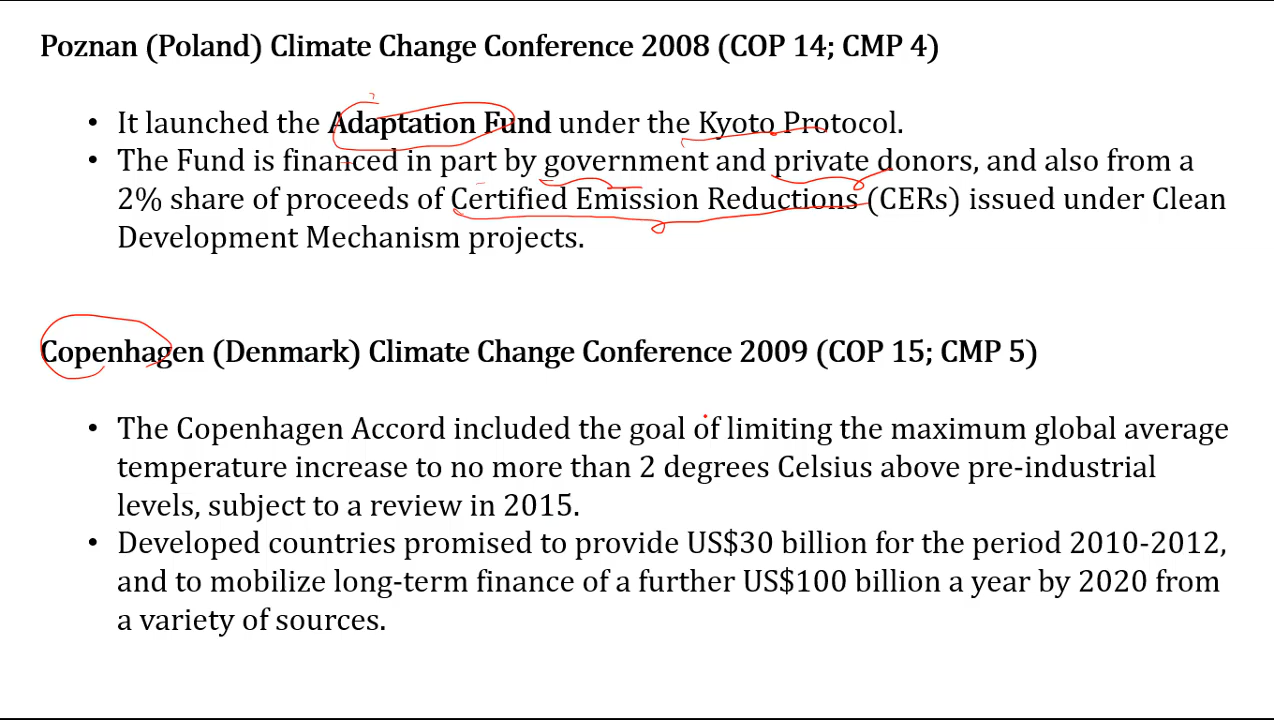 Poznan (Poland) Climate Change Conference 2008 (COP 14; CMP 4)
• It launched the Adaptation Fund under the Kyoto Protocol.
• The Fund is financed in part by government and private donors, and also from a
2% share of proceeds of Certified Emission Reductions (CERs) issued under Clean
Development Mechanism projects.
Copenhagen (Denmark) Climate Change Conference 2009 (COP 15; CMP 5)
• The Copenhagen Accord included the goal of limiting the maximum global average
temperature increase to no more than 2 degrees Celsius above pre-industrial
levels, subject to a review in 2015.
• Developed countries promised to provide US$30 billion for the period 2010-2012,
and to mobilize long-term finance of a further US$100 billion a year by 2020 from
a variety of sources.